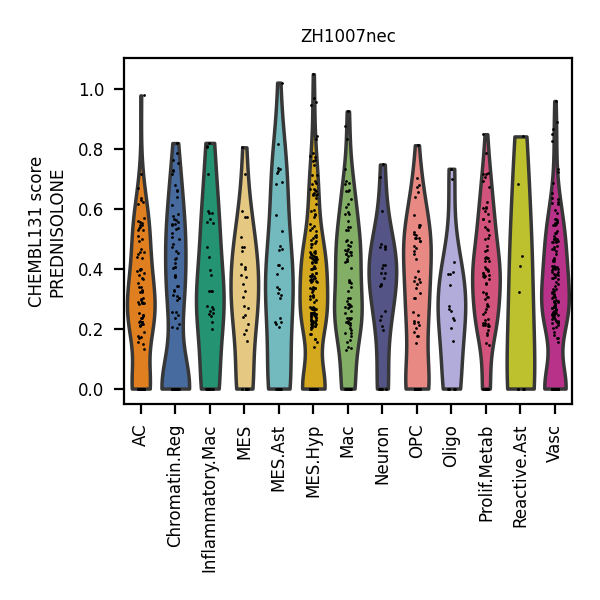 ZH1007nec
CHEMBL131 score
PREDNISOLONE
1.0
0.8
0.6
0.4
0.2
0.0
AC
Chromatin.Reg
Inflammatory.Mac
MES
MES.Ast
MES.Hyp
Mac
Neuron
OPC
Oligo
Prolif.Metab
Reactive.Ast
Vasc